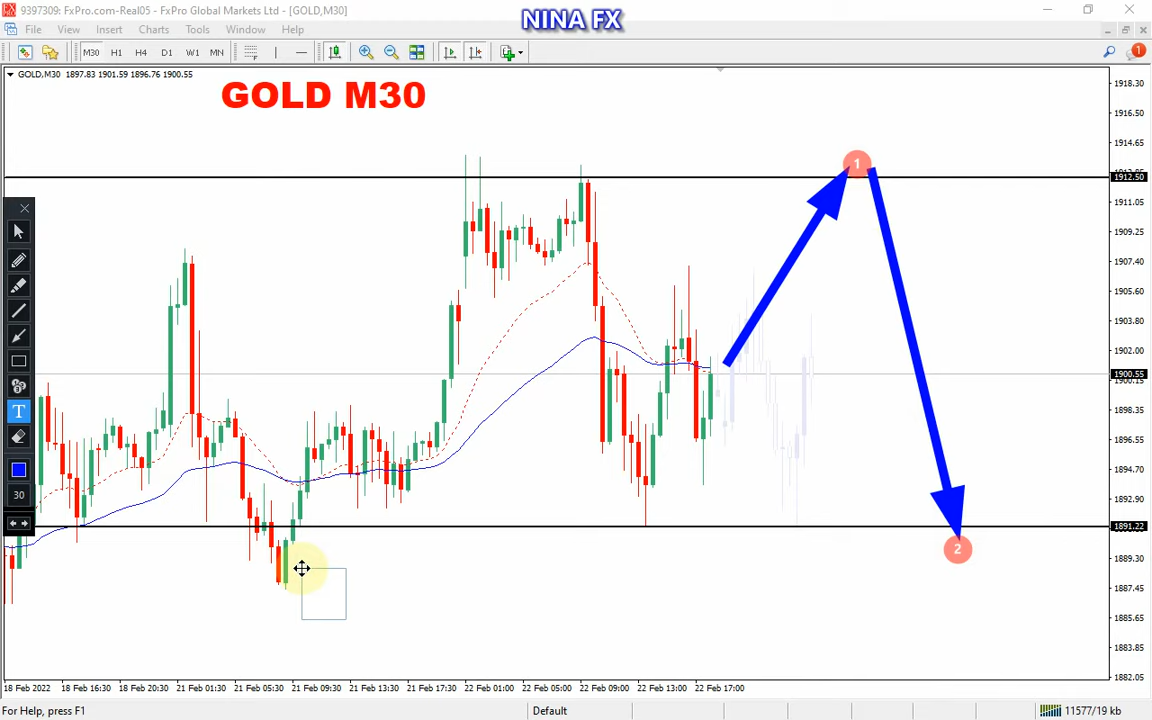 9397309: FxPro.com-Real05 - FxPro Global Markets Ltd - [GOLD,M30]
NINA FX
File View Insert Charts Tools Window Help
M30 H1 H4 D1 W1 MN
1
GOLD,M30 1897.83 1901.59 1896.76 1900.55
GOLD M30
1918.30
1916.50
1914.65
1
1912.50
1911.05
1909.25
1907.40
1905.60
1903.80
1902.00
1900.55
1900.15
1898.35
1896.55
1894.70
1892.90
1891.22
2
1889.30
1887.45
1885.65
1883.85
1882.05
T
30
18 Feb 2022 18 Feb 16:30 18 Feb 20:30 21 Feb 01:30 21 Feb 05:30 21 Feb 09:30 21 Feb 13:30 21 Feb 17:30 22 Feb 01:00 22 Feb 05:00 22 Feb 09:00 22 Feb 13:00 22 Feb 17:00
For Help, press F1 Default 11577/19 kb